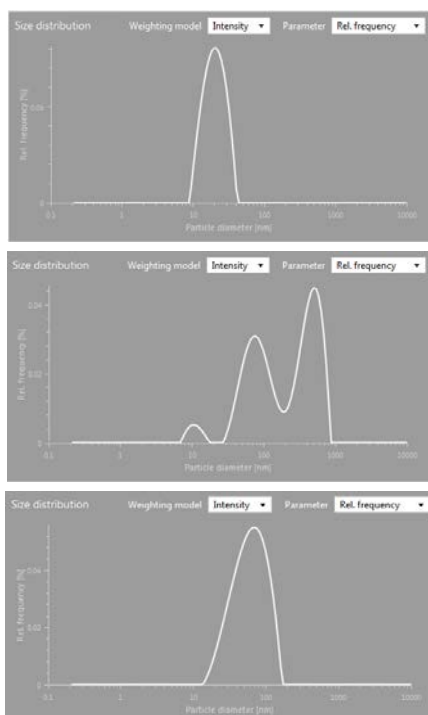 Size distribution Weighting model Intensity Parameter Rel. frequency
Rel. frequency [%]
0.05
0.1 1 10 100 1000 10000
Particle diameter [nm]
Size distribution Weighting model Intensity Parameter Rel. frequency
Rel. frequency [%]
0.04
0.02
0
0.1 1 10 100 1000 10000
Particle diameter [nm]
Size distribution Weighting model Intensity Parameter Rel. frequency
Rel. frequency [%]
0.04
0.02
0
0.1 1 10 100 1000 10000
Particle diameter [nm]